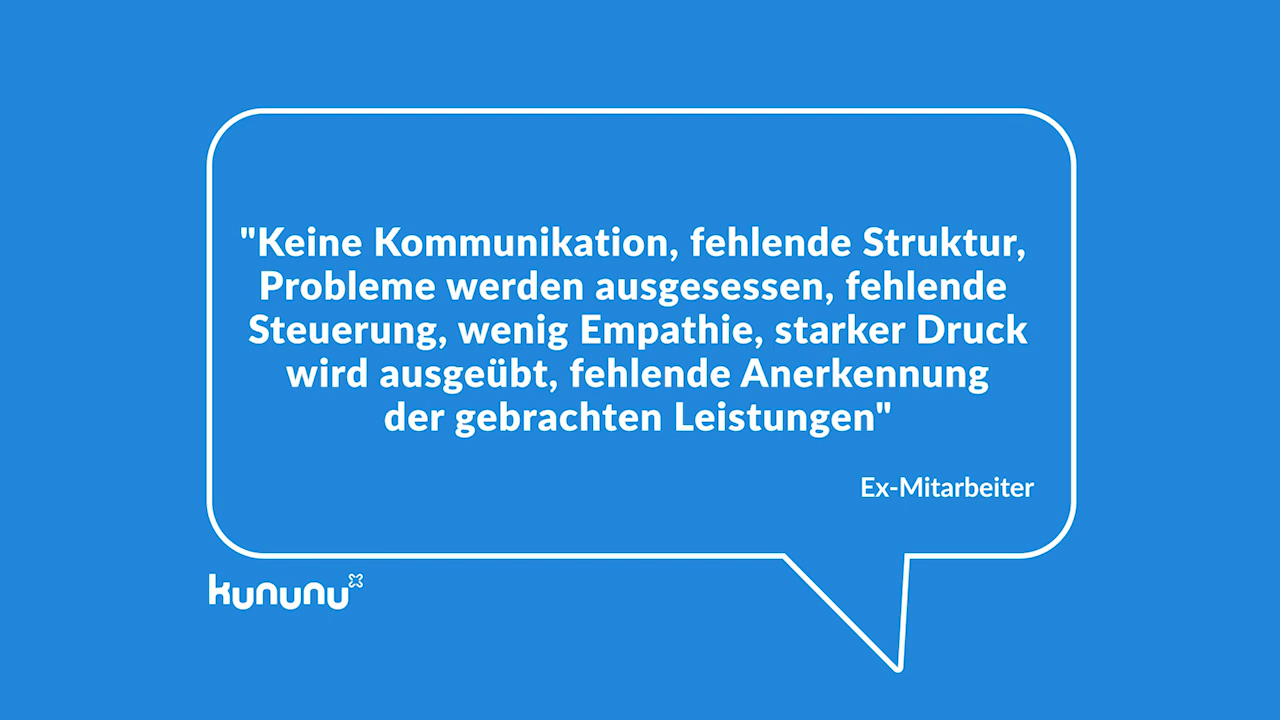 "Keine Kommunikation, fehlende Struktur,
Probleme werden ausgesessen, fehlende
Steuerung, wenig Empathie, starker Druck
wird ausgeübt, fehlende Anerkennung
der gebrachten Leistungen"
Ex-Mitarbeiter
kununu